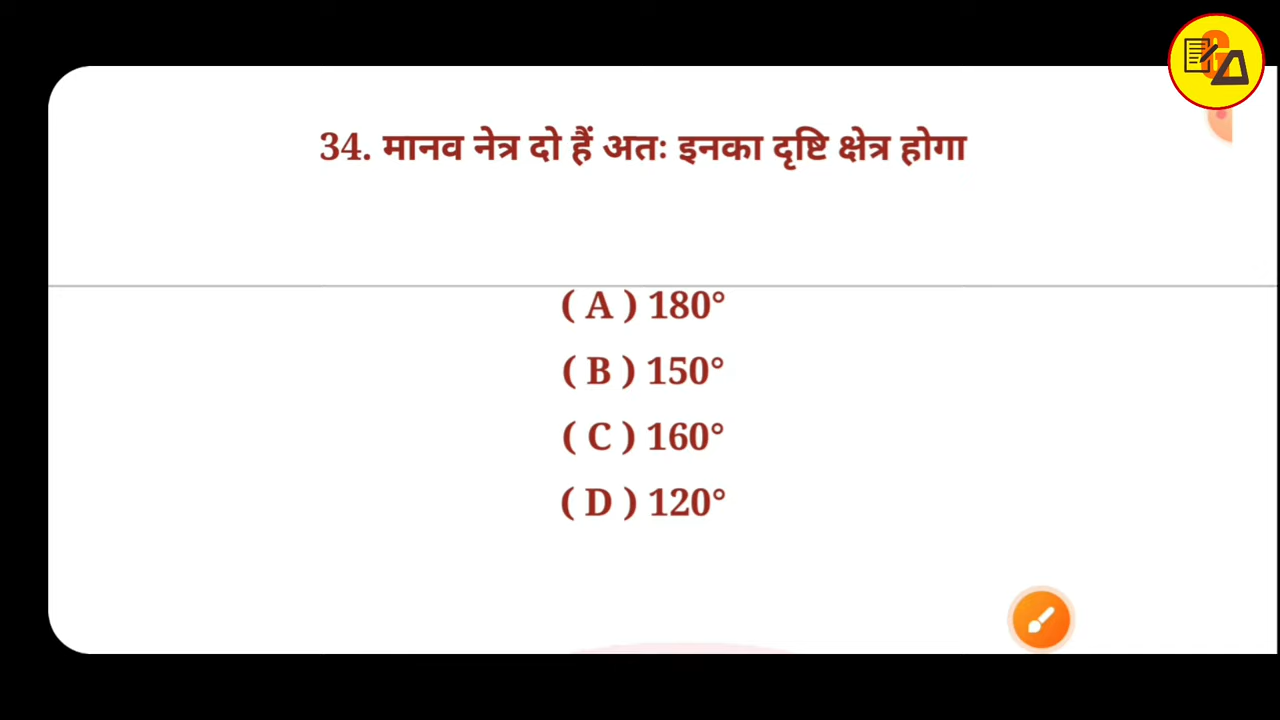 34. मानव नेत्र दो हैं अतः इनका दृष्टि क्षेत्र होगा
( A ) 180°
( B ) 150°
( C ) 160°
( D ) 120°